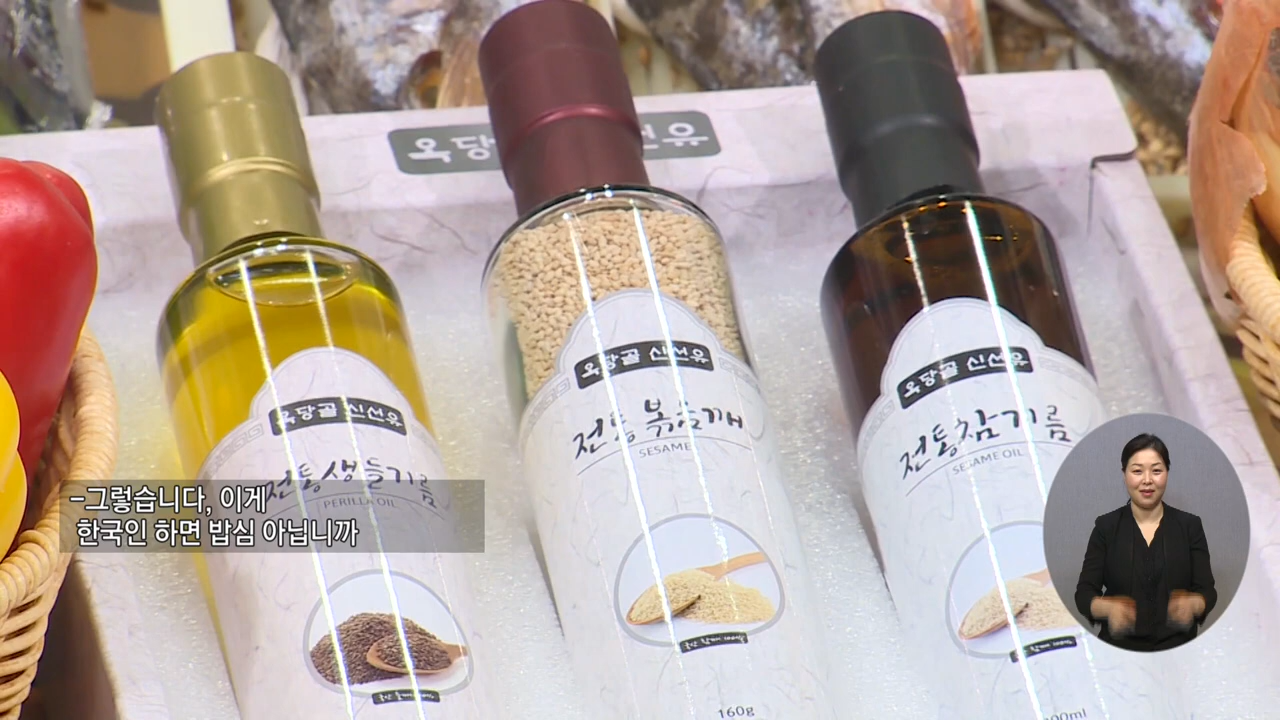 옥당 선유
옥당골 신선유
전통생들기름
PERILLA OIL
옥당골 신선유
전통볶음깨
SESAME
160g
옥당골 신선유
전통참기름
SESAME OIL
-그렇습니다, 이게
한국인 하면 밥심 아닙니까